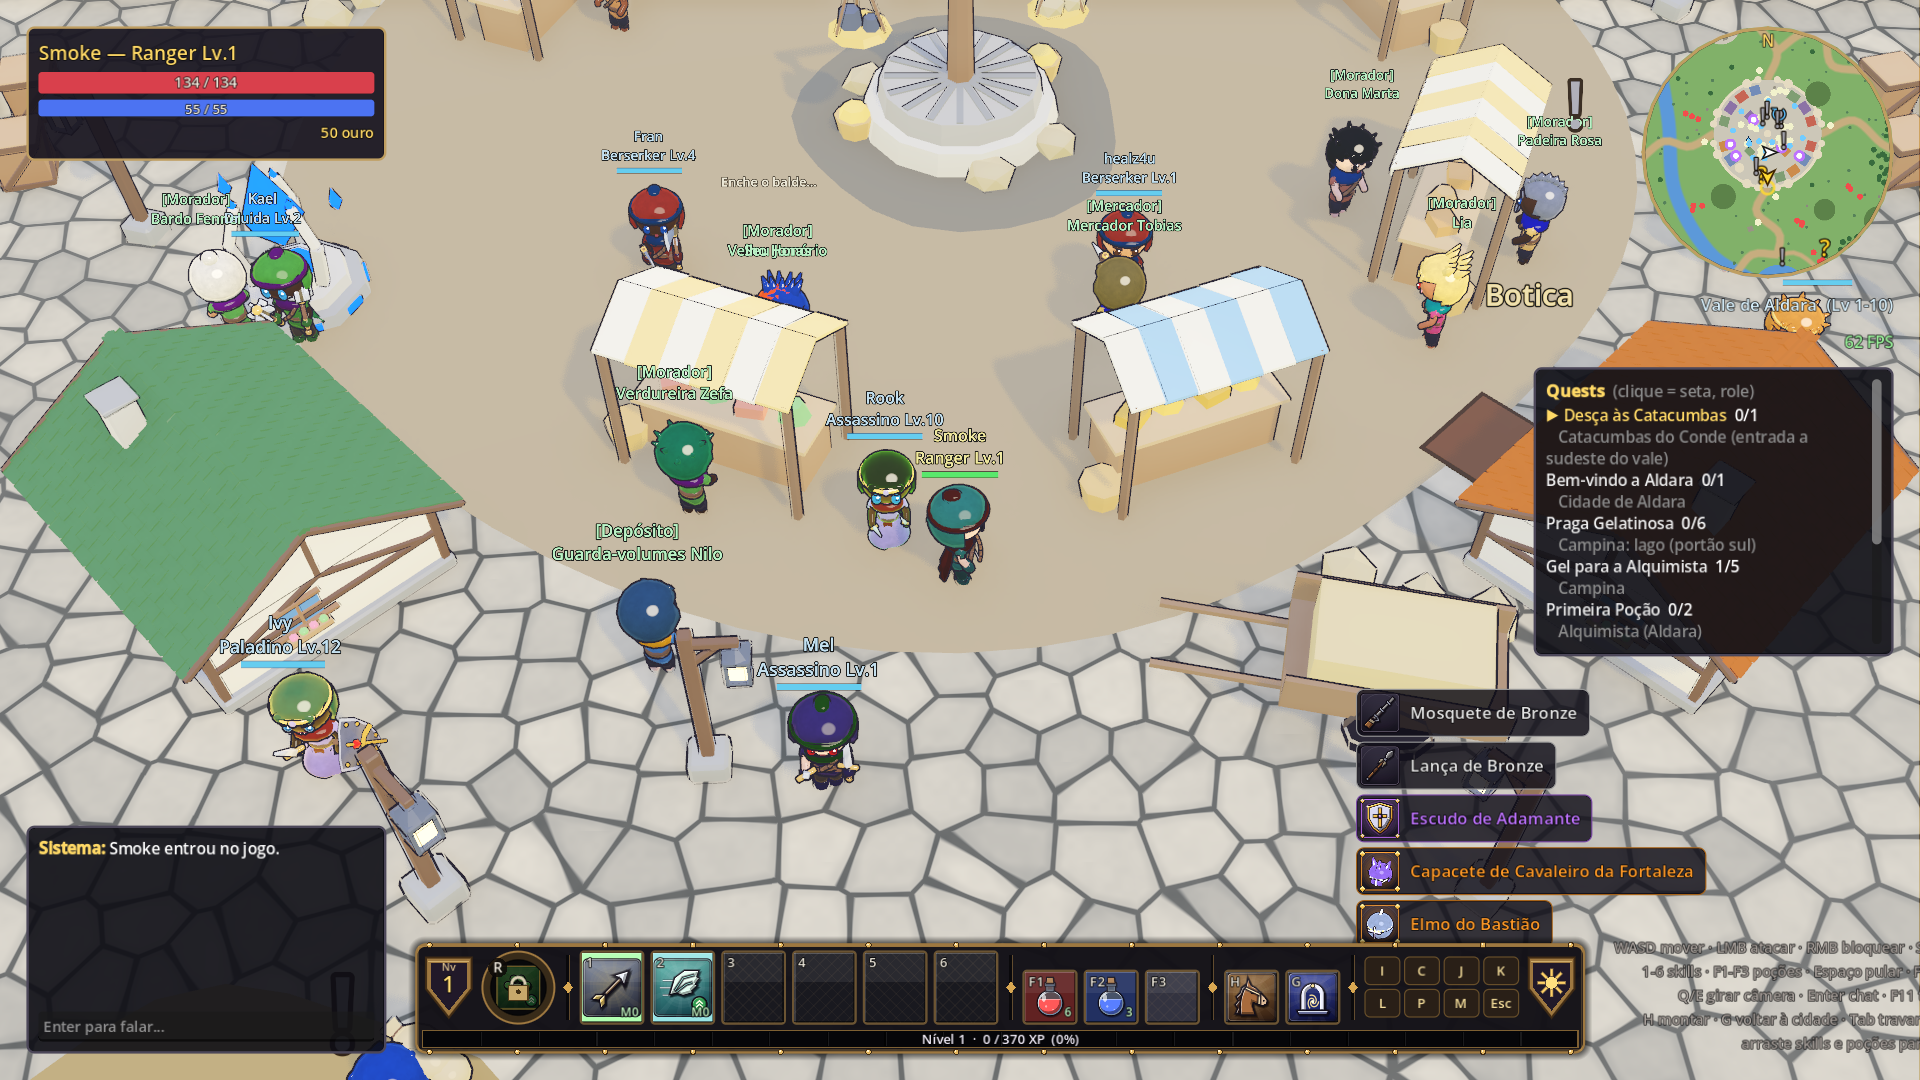 Smoke — Ranger Lv.1
134 / 134
55 / 55
50 ouro
N
[Morador]
Dona Marta
[Morador]
Padeira Rosa
Fran
Berserker Lv.4
Enche o balde...
healz4u
Berserker Lv.1
[Mercador]
Mercador Tobias
[Morador]
Bardo
Kael
Lv.2
[Morador]
[Morador]
Lia
Botica
Vale de Aldara (Lv 1-10)
62 FPS
[Morador]
Verdureira Zefa
Rook
Assassino Lv.10
Smoke
Ranger Lv.1
Quests (clique = seta, role)
▶ Desça às Catacumbas 0/1
Catacumbas do Conde (entrada a
sudeste do vale)
Bem-vindo a Aldara 0/1
Cidade de Aldara
Praga Gelatinosa 0/6
Campina: lago (portão sul)
Gel para a Alquimista 1/5
Campina
Primeira Poção 0/2
Alquimista (Aldara)
[Depósito]
Guarda-volumes Nilo
Ivy
Paladino Lv.12
Mel
Assassino Lv.1
Mosquete de Bronze
Lança de Bronze
Escudo de Adamante
Capacete de Cavaleiro da Fortaleza
Elmo do Bastião
Sistema: Smoke entrou no jogo.
Enter para falar...
WASD mover · LMB atacar · RMB bloquear ·
1-6 skills · F1-F3 poções · Espaço pular ·
Q/E girar câmera · Enter chat · F11
H montar · G voltar à cidade · Tab travar
arraste skills e poções
Nv
1
R
1
M0
2
M0
3
4
5
6
F1
6
F2
3
F3
H
G
I
C
J
K
L
P
M
Esc
Nível 1 · 0 / 370 XP (0%)